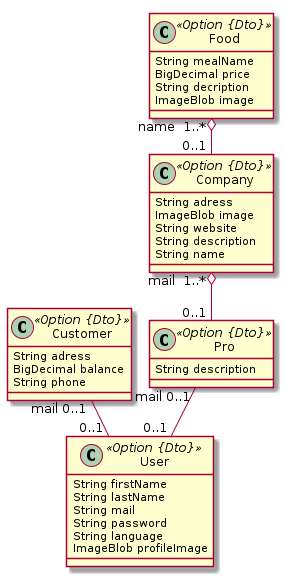 C «Option {Dto}»
Food
String mealName
BigDecimal price
String decription
ImageBlob image
name 1..*
0..1
C «Option {Dto}»
Company
String adress
ImageBlob image
String website
String description
String name
mail 1..*
0..1
C «Option {Dto}»
Customer
String adress
BigDecimal balance
String phone
C «Option {Dto}»
Pro
String description
mail 0..1
mail 0..1
0..1
0..1
C «Option {Dto}»
User
String firstName
String lastName
String mail
String password
String language
ImageBlob profileImage